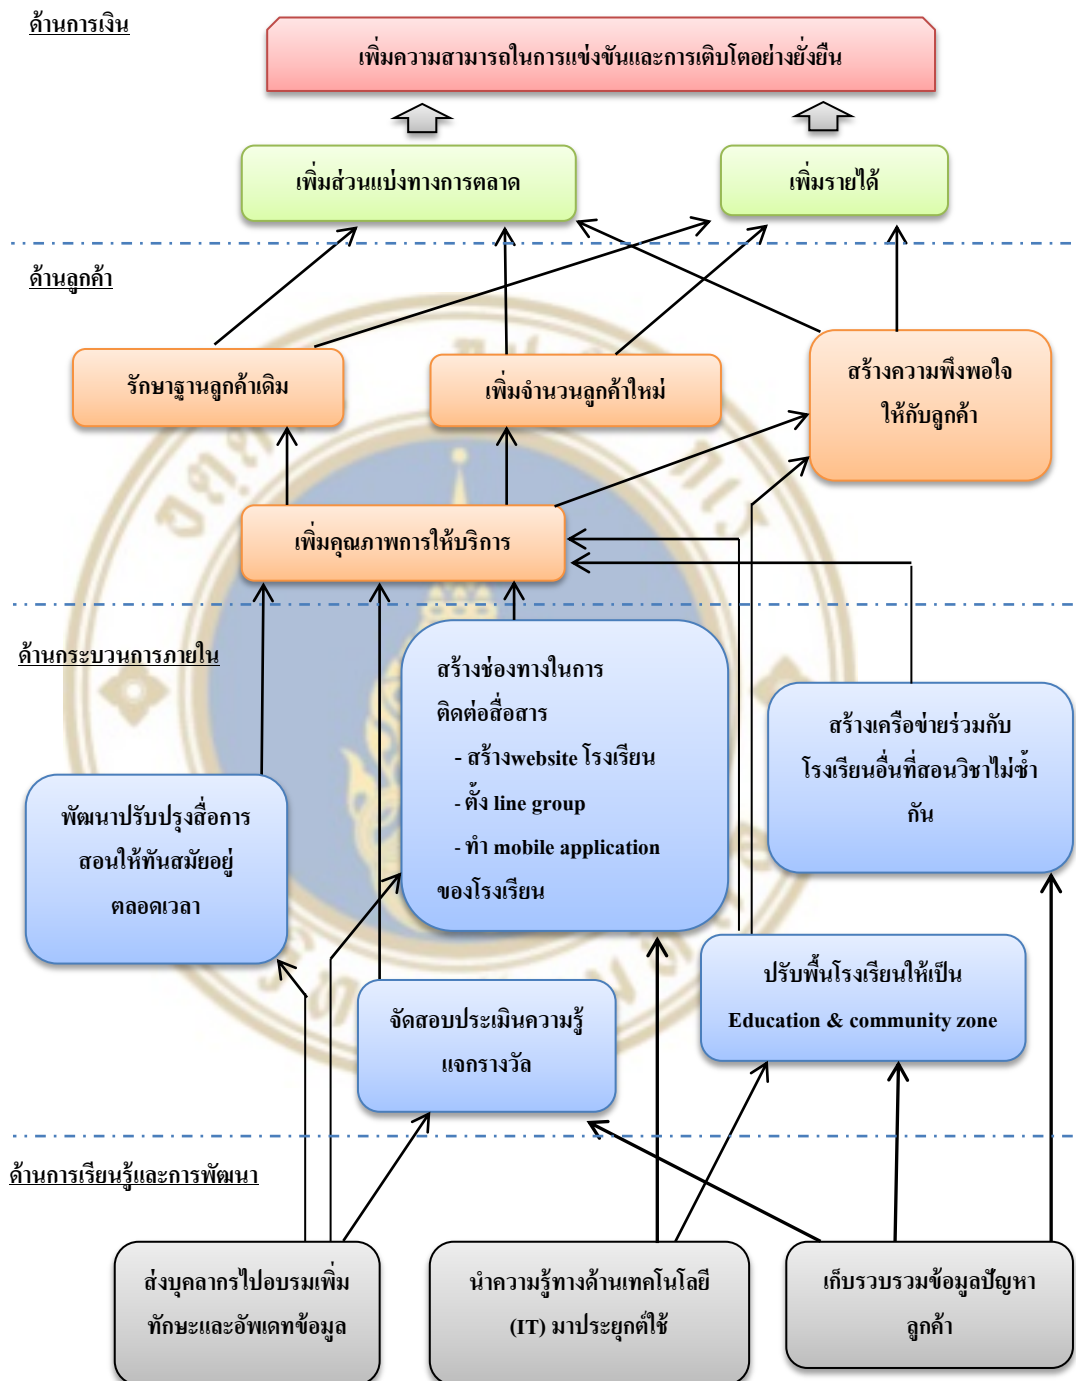 ด้านการเงิน
เพิ่มความสามารถในการแข่งขันและการเติบโตอย่างยั่งยืน
เพิ่มส่วนแบ่งทางการตลาด
เพิ่มรายได้
ด้านลูกค้า
รักษาฐานลูกค้าเดิม
เพิ่มจำนวนลูกค้าใหม่
สร้างความพึงพอใจ
ให้กับลูกค้า
เพิ่มคุณภาพการให้บริการ
ด้านกระบวนการภายใน
สร้างช่องทางในการ
ติดต่อสื่อสาร
- สร้างwebsite โรงเรียน
- ตั้ง line group
- ทำ mobile application
ของโรงเรียน
สร้างเครือข่ายร่วมกับ
โรงเรียนอื่นที่สอนวิชาไม่ซ้ำ
กัน
พัฒนาปรับปรุงสื่อการ
สอนให้ทันสมัยอยู่
ตลอดเวลา
จัดสอบประเมินความรู้
แจกรางวัล
ปรับพื้นโรงเรียนให้เป็น
Education & community zone
ด้านการเรียนรู้และการพัฒนา
ส่งบุคลากรไปอบรมเพิ่ม
ทักษะและอัพเดทข้อมูล
นำความรู้ทางด้านเทคโนโลยี
(IT) มาประยุกต์ใช้
เก็บรวบรวมข้อมูลปัญหา
ลูกค้า